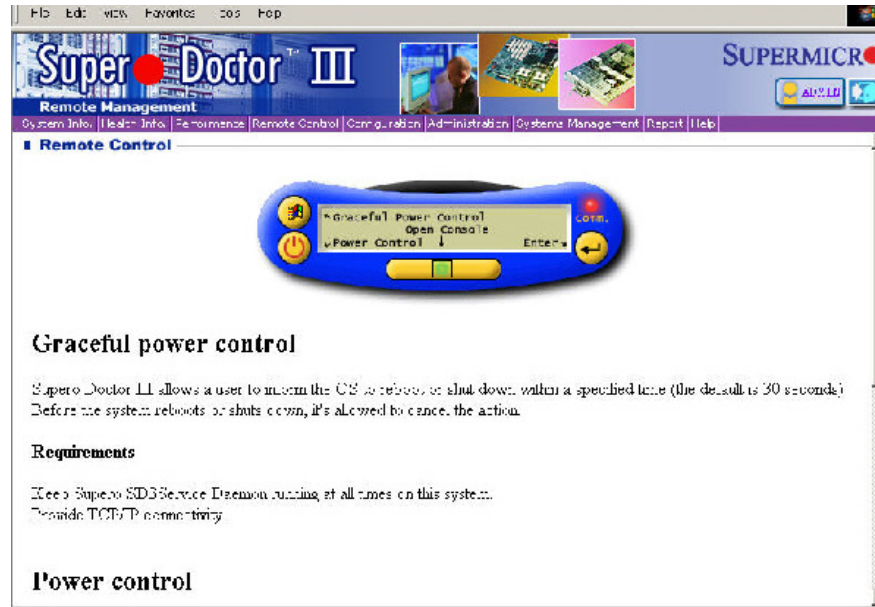 File Edit View Favorites Tools Help
Super Doctor ™ III
SUPERMICR
Remote Management
ADMIN
System Info. Health Info. Performance Remote Control Configuration Administration Systems Management Report Help
Remote Control
Graceful Power Control
Open Console
Power Control ↓ Enter
Comm.
Graceful power control
Supero Doctor III allows a user to inform the OS to reboot or shut down within a specified time (the default is 30 seconds)
Before the system reboots or shuts down, it's allowed to cancel the action
Requirements
Keep Supero SD3Service Daemon running at all times on this system.
Provide TCP/IP connectivity
Power control